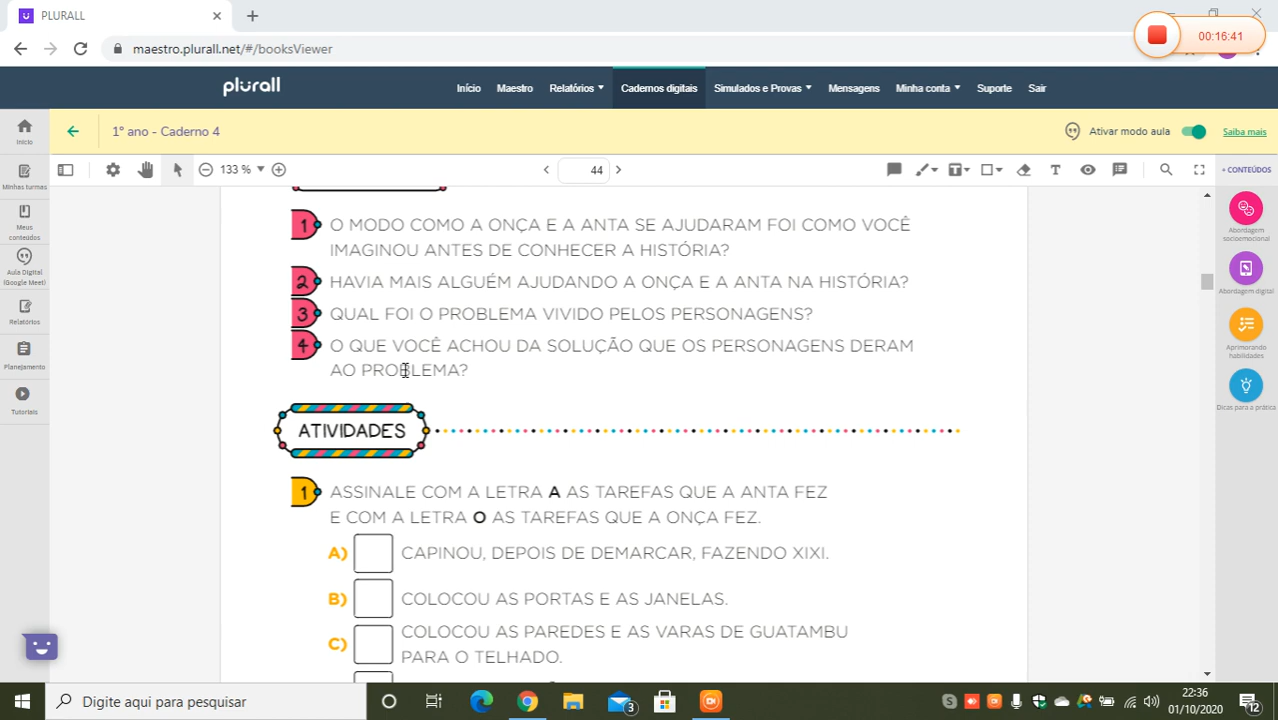 PLURALL
maestro.plurall.net/#/booksViewer
00:16:41
plurall
Início
Maestro
Relatórios
Cadernos digitais
Simulados e Provas
Mensagens
Minha conta
Suporte
Sair
Início
1º ano - Caderno 4
Ativar modo aula
Saiba mais
133 %
44
+ CONTEÚDOS
Minhas turmas
Meus
conteúdos
Aula Digital
(Google Meet)
Relatórios
Planejamento
Tutoriais
1 O MODO COMO A ONÇA E A ANTA SE AJUDARAM FOI COMO VOCÊ
IMAGINOU ANTES DE CONHECER A HISTÓRIA?
2 HAVIA MAIS ALGUÉM AJUDANDO A ONÇA E A ANTA NA HISTÓRIA?
3 QUAL FOI O PROBLEMA VIVIDO PELOS PERSONAGENS?
4 O QUE VOCÊ ACHOU DA SOLUÇÃO QUE OS PERSONAGENS DERAM
AO PROBLEMA?
ATIVIDADES
1 ASSINALE COM A LETRA A AS TAREFAS QUE A ANTA FEZ
E COM A LETRA O AS TAREFAS QUE A ONÇA FEZ.
A) CAPINOU, DEPOIS DE DEMARCAR, FAZENDO XIXI.
B) COLOCOU AS PORTAS E AS JANELAS.
C) COLOCOU AS PAREDES E AS VARAS DE GUATAMBU
PARA O TELHADO.
Abordagem
socioemocional
Abordagem digital
Aprimorando
habilidades
Dicas para a prática
Digite aqui para pesquisar
3
22:36
01/10/2020
12